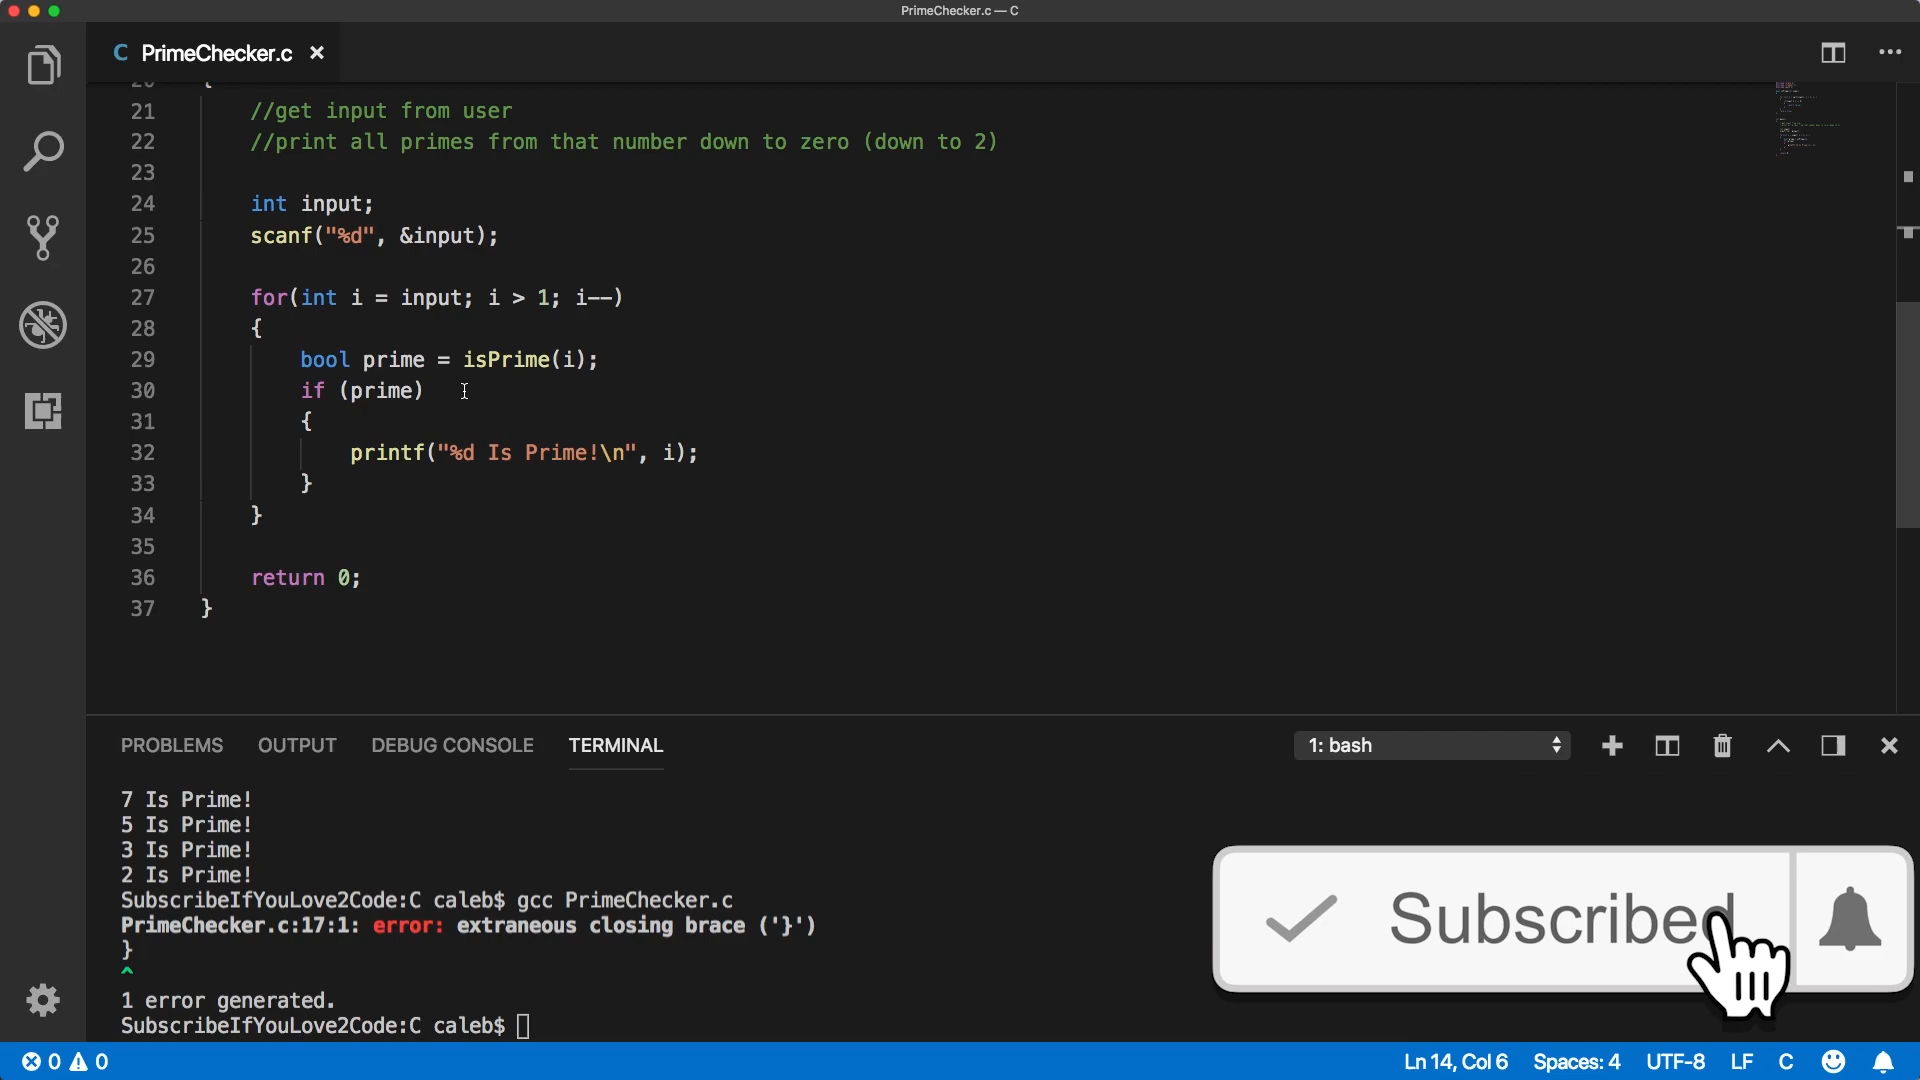 PrimeChecker.c — C
C PrimeChecker.c ×
20 {
21 //get input from user
22 //print all primes from that number down to zero (down to 2)
23
24 int input;
25 scanf("%d", &input);
26
27 for(int i = input; i > 1; i--)
28 {
29 bool prime = isPrime(i);
30 if (prime)
31 {
32 printf("%d Is Prime!\n", i);
33 }
34 }
35
36 return 0;
37 }
PROBLEMS OUTPUT DEBUG CONSOLE TERMINAL 1: bash
7 Is Prime!
5 Is Prime!
3 Is Prime!
2 Is Prime!
SubscribeIfYouLove2Code:C caleb$ gcc PrimeChecker.c
PrimeChecker.c:17:1: error: extraneous closing brace ('}')
}
^
1 error generated.
SubscribeIfYouLove2Code:C caleb$
Subscribed
0 0 Ln 14, Col 6 Spaces: 4 UTF-8 LF C